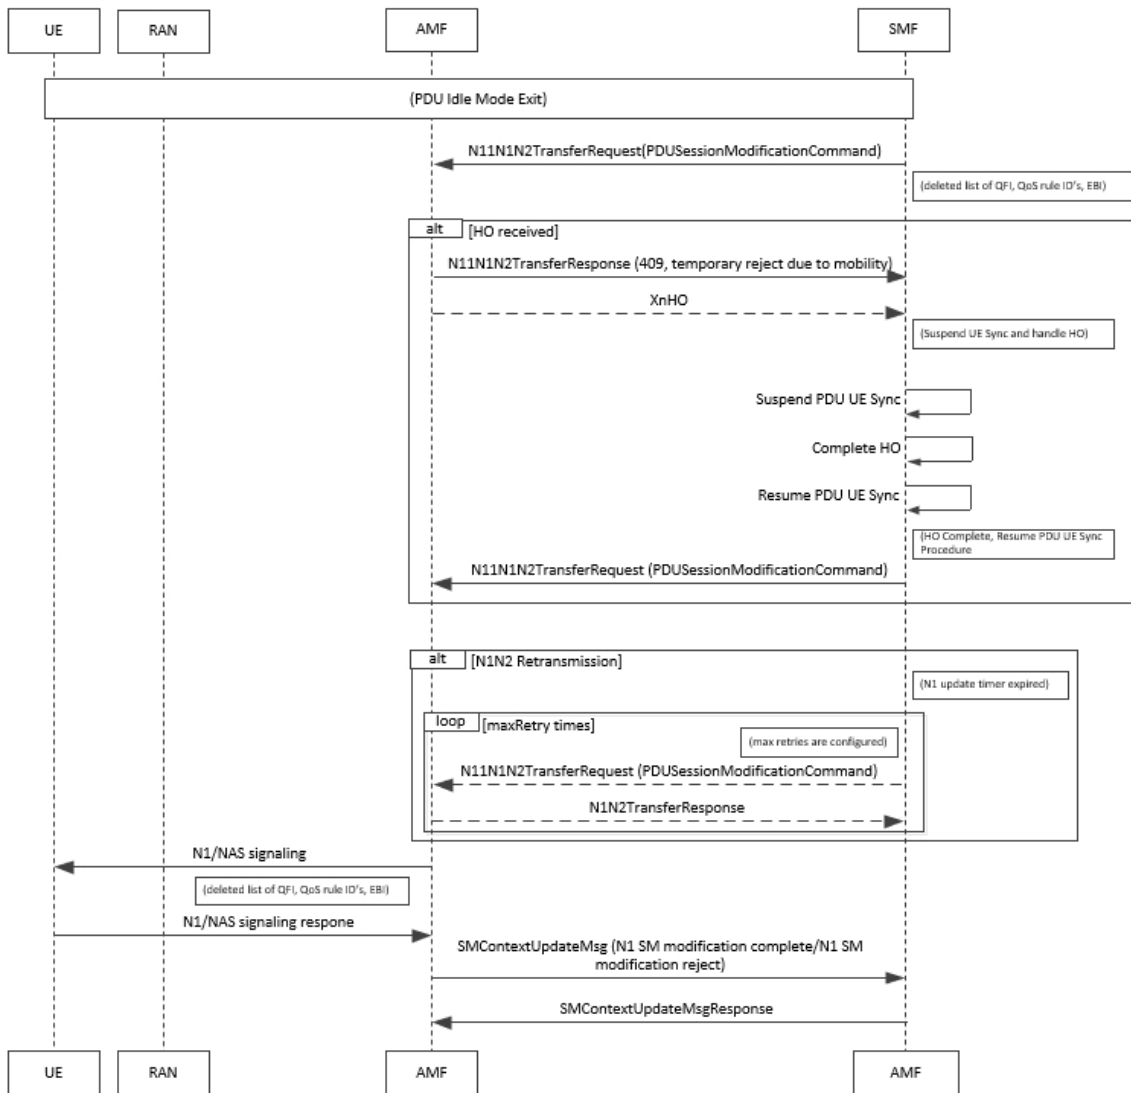 UE
RAN
AMF
SMF
(PDU Idle Mode Exit)
N11N1N2TransferRequest(PDUSessionModificationCommand)
(deleted list of QFI, QoS rule ID's, EBI)
alt
[HO received]
N11N1N2TransferResponse (409, temporary reject due to mobility)
XnHO
(Suspend UE Sync and handle HO)
Suspend PDU UE Sync
Complete HO
Resume PDU UE Sync
(HO Complete, Resume PDU UE Sync
Procedure
N11N1N2TransferRequest (PDUSessionModificationCommand)
alt
[N1N2 Retransmission]
(N1 update timer expired)
loop
[maxRetry times]
(max retries are configured)
N11N1N2TransferRequest (PDUSessionModificationCommand)
N1N2TransferResponse
N1/NAS signaling
(deleted list of QFI, QoS rule ID's, EBI)
N1/NAS signaling respone
SMContextUpdateMsg (N1 SM modification complete/N1 SM
modification reject)
SMContextUpdateMsgResponse
UE
RAN
AMF
AMF